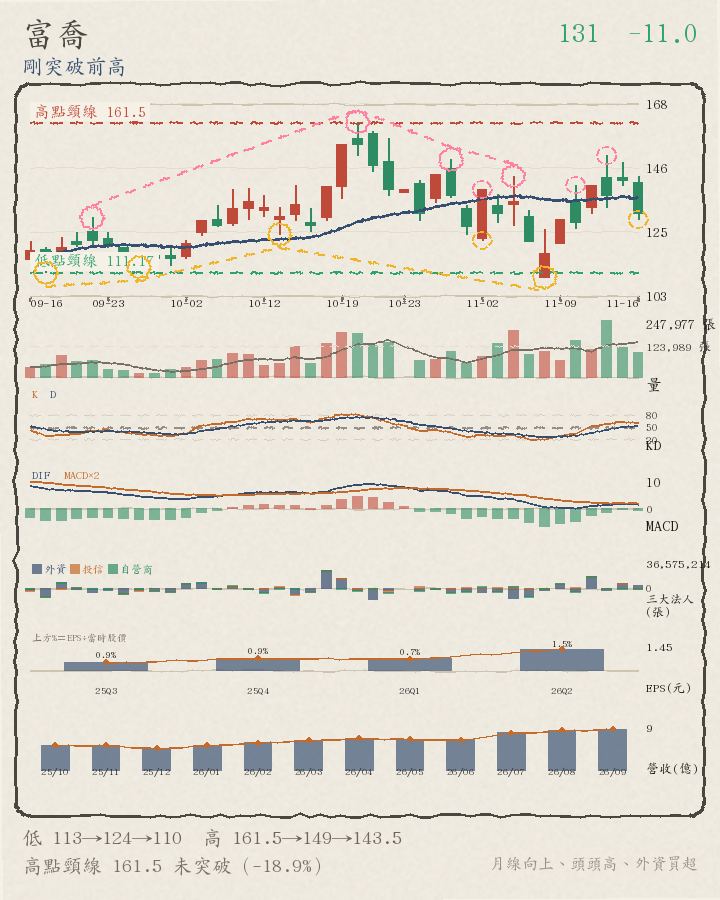 富喬
131 -11.0
剛突破前高
高點頸線 161.5
168
146
125
103
低點頸線 111.17
09-16 09-23 10-02 10-12 10-19 10-23 11-02 11-09 11-16
247,977 張
123,989 張
量
K D
80
50
20
KD
DIF MACD×2
10
0
MACD
外資 投信 自營商
36,575,214
0
三大法人
(張)
上方%=EPS÷當時股價
0.9% 0.9% 0.7% 1.5%
1.45
25Q3 25Q4 26Q1 26Q2
EPS(元)
9
25/10 25/11 25/12 26/01 26/02 26/03 26/04 26/05 26/06 26/07 26/08 26/09
營收(億)
低 113→124→110 高 161.5→149→143.5
高點頸線 161.5 未突破 (-18.9%)
月線向上、頭頭高、外資買超